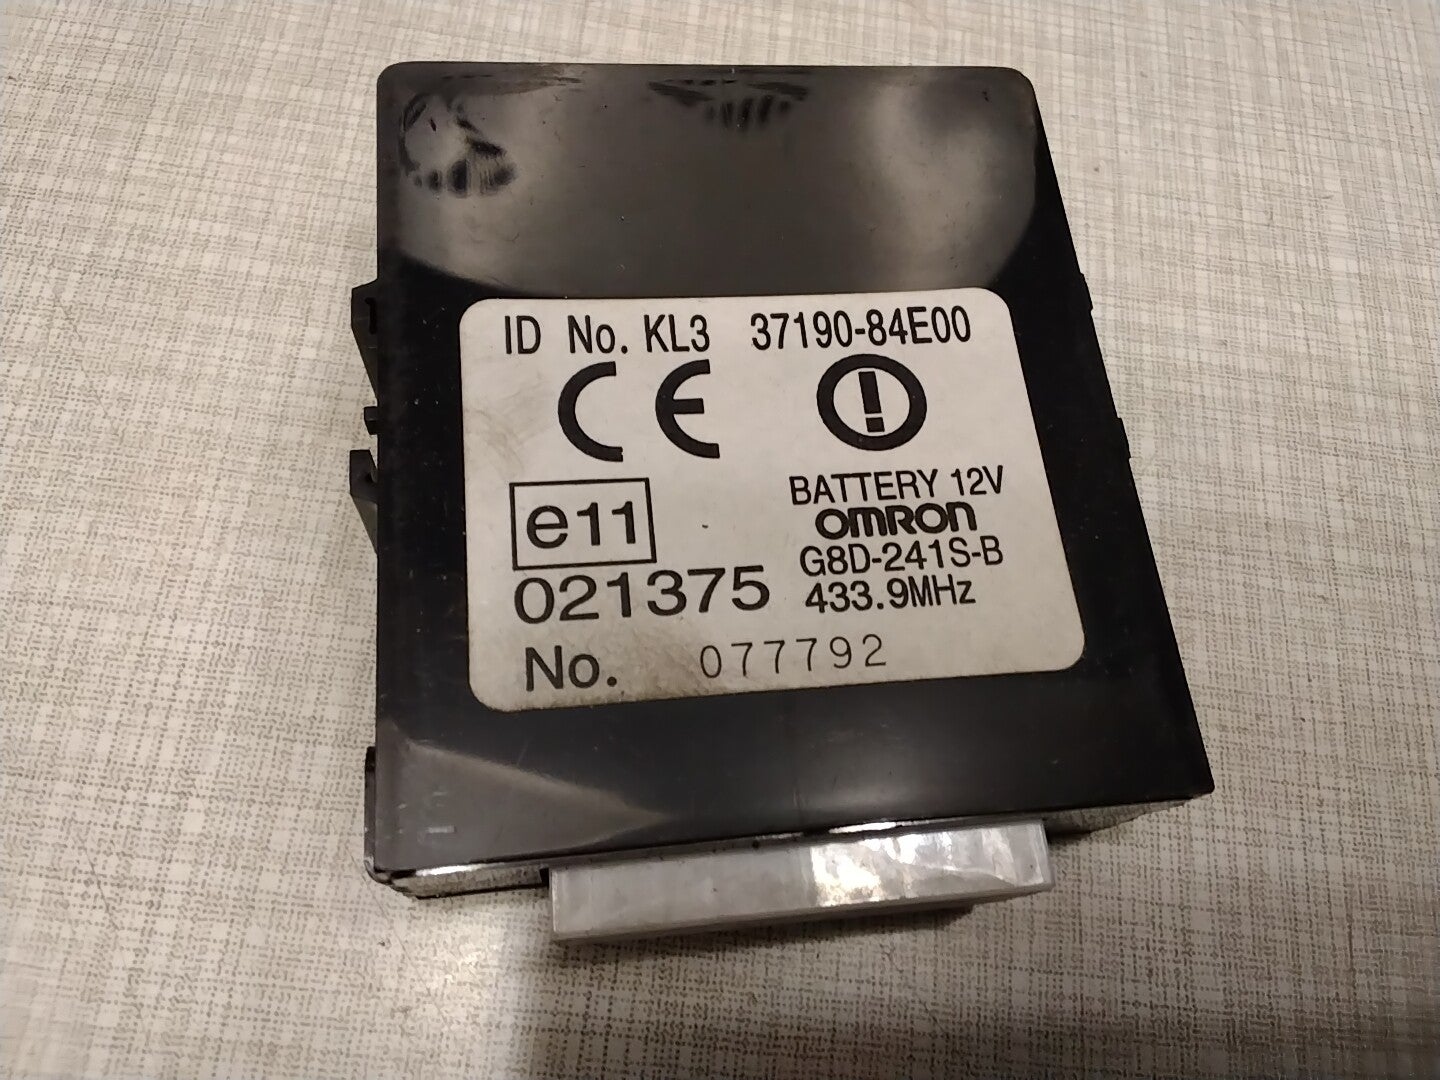 ID No. KL3 37190-84E00
CE
e11
021375
BATTERY 12V
OMRON
G8D-241S-B
433.9MHz
No. 077792